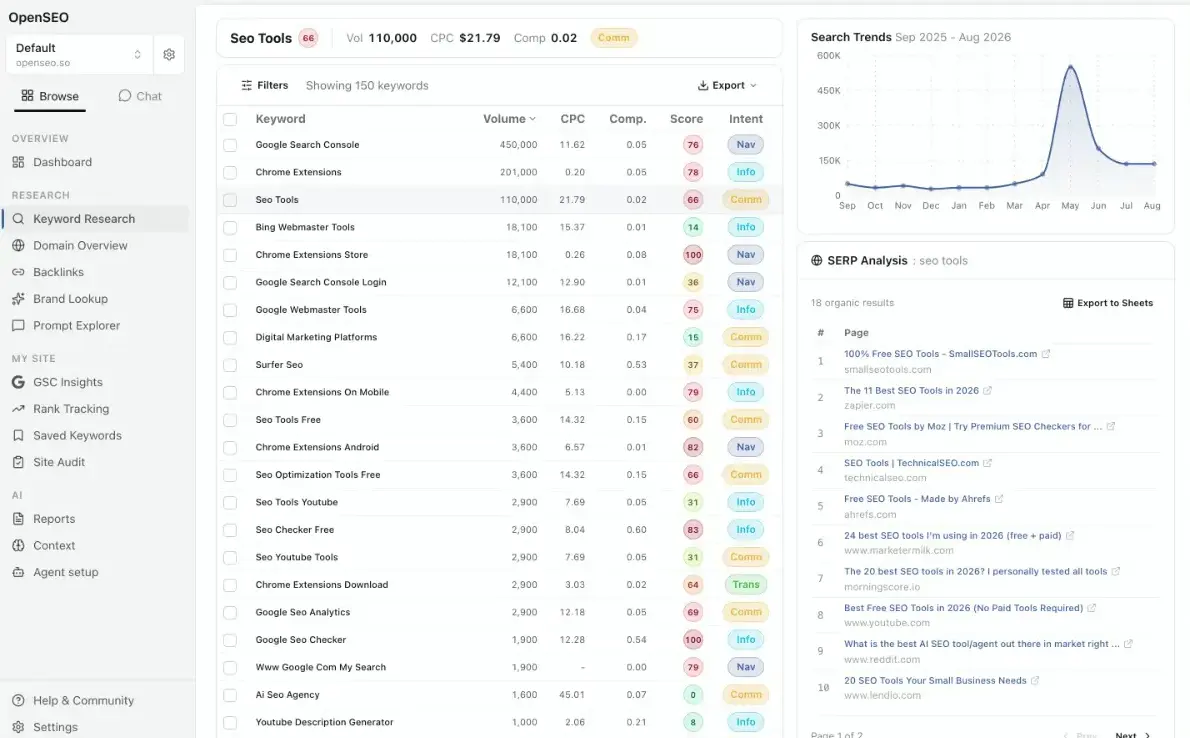 OpenSEO
Default
openseo.so
Browse
Chat
OVERVIEW
Dashboard
RESEARCH
Keyword Research
Domain Overview
Backlinks
Brand Lookup
Prompt Explorer
MY SITE
GSC Insights
Rank Tracking
Saved Keywords
Site Audit
AI
Reports
Context
Agent setup
Help & Community
Settings
Seo Tools 66 Vol 110,000 CPC $21.79 Comp 0.02 Comm
Filters Showing 150 keywords Export
Keyword Volume CPC Comp. Score Intent
Google Search Console 450,000 11.62 0.05 76 Nav
Chrome Extensions 201,000 0.20 0.05 78 Info
Seo Tools 110,000 21.79 0.02 66 Comm
Bing Webmaster Tools 18,100 15.37 0.01 14 Info
Chrome Extensions Store 18,100 0.26 0.08 100 Nav
Google Search Console Login 12,100 12.90 0.01 36 Nav
Google Webmaster Tools 6,600 16.68 0.04 75 Info
Digital Marketing Platforms 6,600 16.22 0.17 15 Comm
Surfer Seo 5,400 10.18 0.53 37 Comm
Chrome Extensions On Mobile 4,400 5.13 0.00 79 Info
Seo Tools Free 3,600 14.32 0.15 60 Comm
Chrome Extensions Android 3,600 6.57 0.01 82 Nav
Seo Optimization Tools Free 3,600 14.32 0.15 66 Comm
Seo Tools Youtube 2,900 7.69 0.05 31 Info
Seo Checker Free 2,900 8.04 0.60 83 Info
Seo Youtube Tools 2,900 7.69 0.05 31 Comm
Chrome Extensions Download 2,900 3.03 0.02 64 Trans
Google Seo Analytics 2,900 12.18 0.05 69 Comm
Google Seo Checker 1,900 12.28 0.54 100 Info
Www Google Com My Search 1,900 - 0.00 79 Nav
Ai Seo Agency 1,600 45.01 0.07 0 Comm
Youtube Description Generator 1,000 2.06 0.21 8 Info
Search Trends Sep 2025 - Aug 2026
600K
450K
300K
150K
0
Sep Oct Nov Dec Jan Feb Mar Apr May Jun Jul Aug
SERP Analysis : seo tools
18 organic results Export to Sheets
# Page
1 100% Free SEO Tools - SmallSEOTools.com
smallseotools.com
2 The 11 Best SEO Tools in 2026
zapier.com
3 Free SEO Tools by Moz | Try Premium SEO Checkers for ...
moz.com
4 SEO Tools | TechnicalSEO.com
technicalseo.com
5 Free SEO Tools - Made by Ahrefs
ahrefs.com
6 24 best SEO tools I'm using in 2026 (free + paid)
www.marketermilk.com
7 The 20 best SEO tools in 2026? I personally tested all tools
morningscore.io
8 Best Free SEO Tools in 2026 (No Paid Tools Required)
www.youtube.com
9 What is the best AI SEO tool/agent out there in market right ...
www.reddit.com
10 20 SEO Tools Your Small Business Needs
www.lendio.com
Page 1 of 2 Prev Next